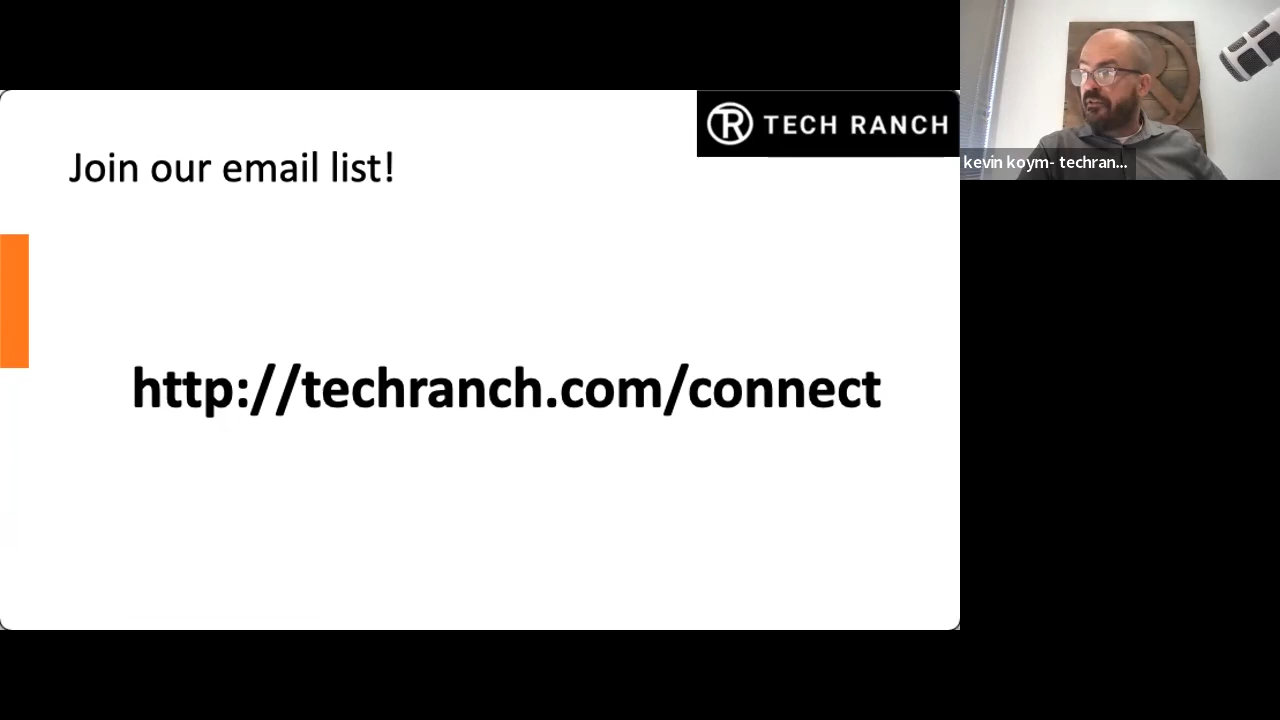 TECH RANCH
kevin koym- techran...
Join our email list!
http://techranch.com/connect